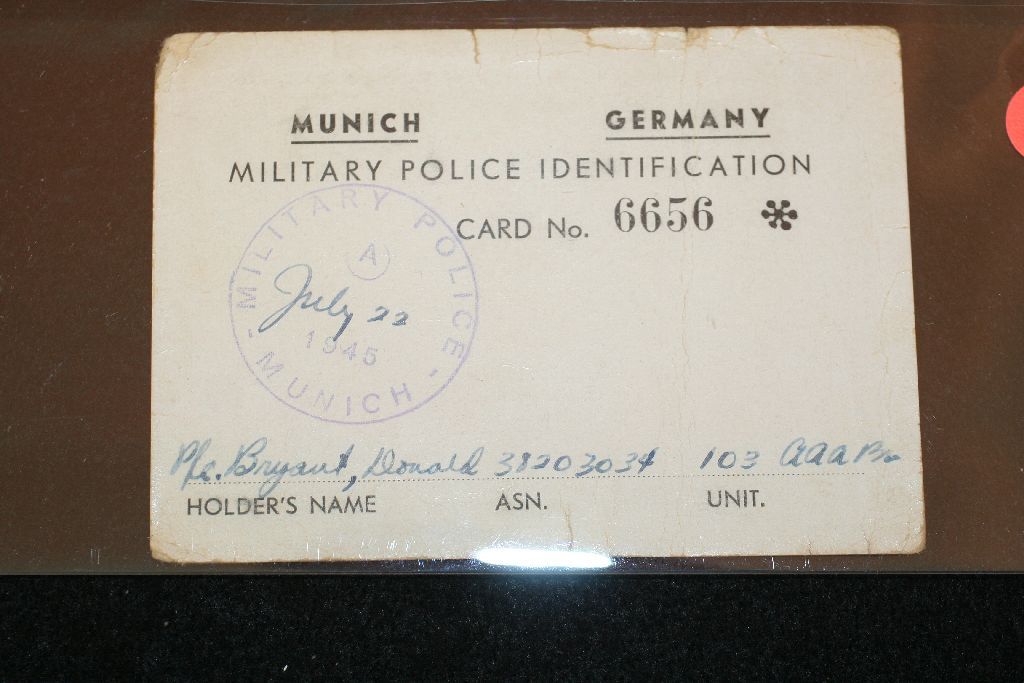 MUNICH GERMANY
MILITARY POLICE IDENTIFICATION
CARD No. 6656
MILITARY POLICE
A
July 22
1945
- MUNICH -
Pfc. Bryant, Donald 38203034 103 AAA Bn
HOLDER'S NAME ASN. UNIT.